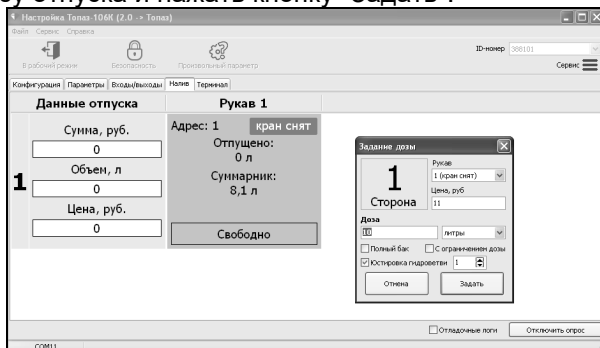 зу отпуска и нажать кнопку "Задать".
Настройка Топаз-106К (2.0 -> Топаз)
Файл Сервис Справка
В рабочий режим
Безопасность
Произвольный параметр
ID-номер 388101
Сервис
Конфигурация Параметры Входы/выходы Налив Терминал
Данные отпуска
Рукав 1
1
Сумма, руб.
0
Объем, л
0
Цена, руб.
0
Адрес: 1 кран снят
Отпущено:
0 л
Суммарник:
8,1 л
Свободно
Задание дозы
1
Сторона
Рукав
1 (кран снят)
Цена, руб
11
Доза
10 литры
Полный бак С ограничением дозы
Юстировка гидроветви 1
Отмена Задать
Отладочные логи Отключить опрос
COM11